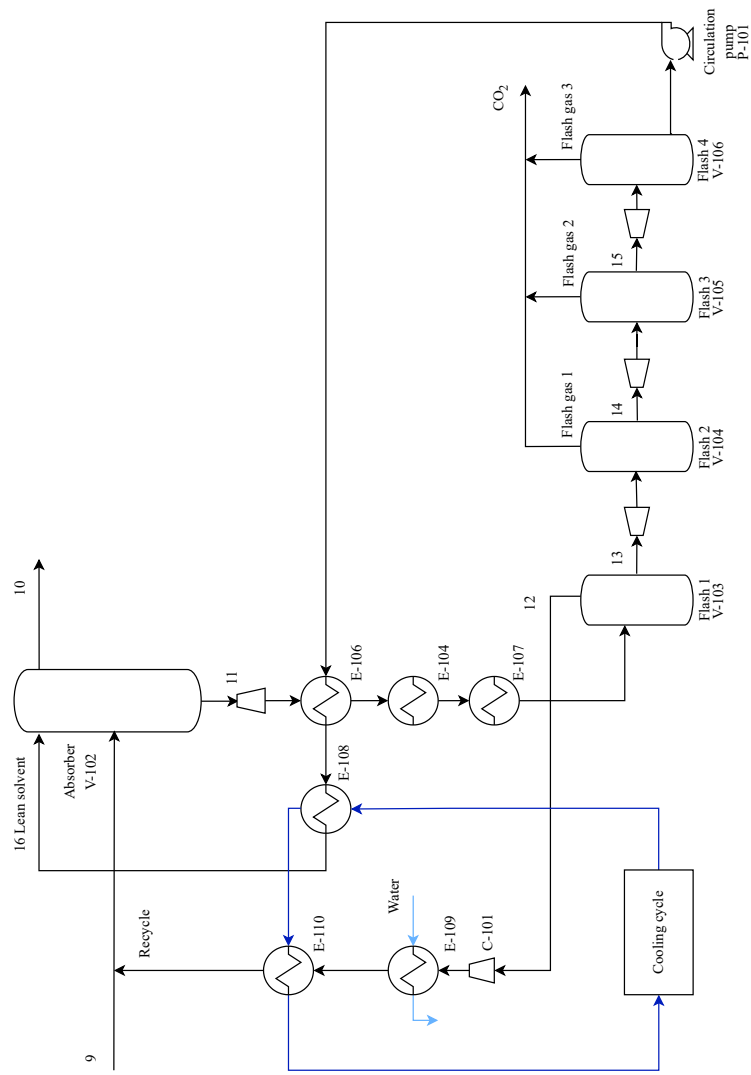 9
Recycle
16 Lean solvent
Absorber
V-102
10
11
E-110
Water
E-109
C-101
E-108
E-106
E-104
E-107
12
Cooling cycle
Flash 1
V-103
13
Flash gas 1
Flash 2
V-104
14
Flash gas 2
Flash 3
V-105
15
Flash gas 3
Flash 4
V-106
CO₂
Circulation
pump
P-101